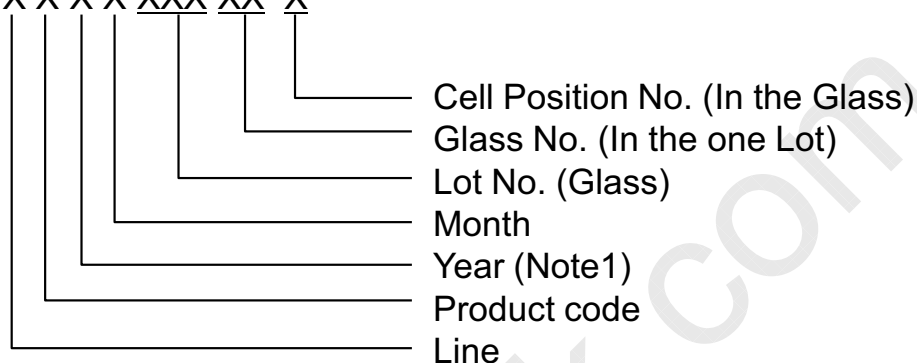 X X X X XXX XX X
Cell Position No. (In the Glass)
Glass No. (In the one Lot)
Lot No. (Glass)
Month
Year (Note1)
Product code
Line
com